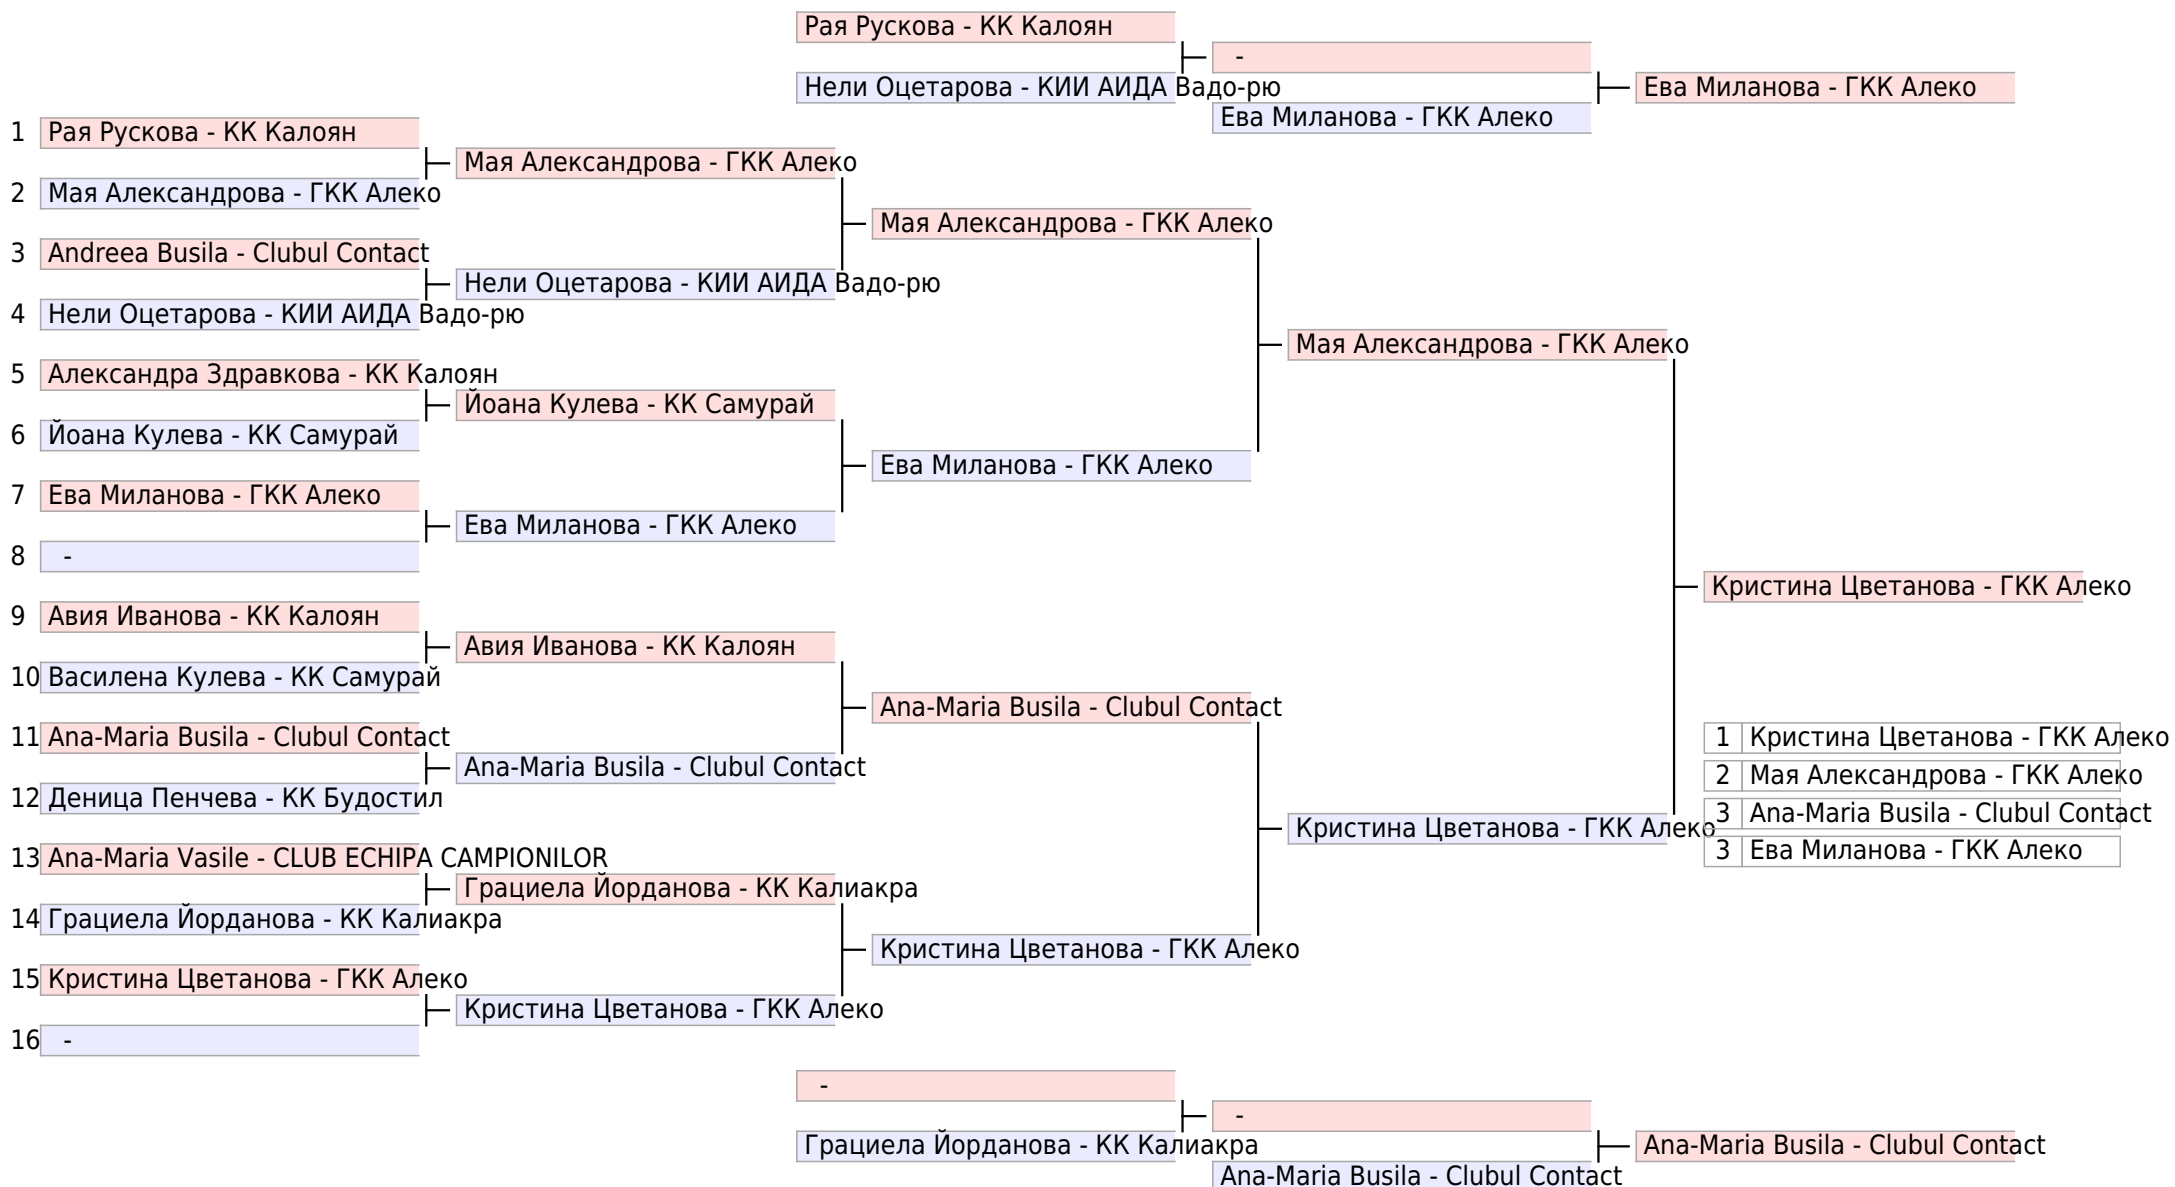 Рая Рускова - КК Калоян
-
Нели Оцетарова - КИИ АИДА Вадо-рю
Ева Миланова - ГКК Алеко
Ева Миланова - ГКК Алеко
1 Рая Рускова - КК Калоян
Мая Александрова - ГКК Алеко
2 Мая Александрова - ГКК Алеко
Мая Александрова - ГКК Алеко
3 Andreea Busila - Clubul Contact
Нели Оцетарова - КИИ АИДА Вадо-рю
4 Нели Оцетарова - КИИ АИДА Вадо-рю
Мая Александрова - ГКК Алеко
5 Александра Здравкова - КК Калоян
Йоана Кулева - КК Самурай
6 Йоана Кулева - КК Самурай
Ева Миланова - ГКК Алеко
7 Ева Миланова - ГКК Алеко
Ева Миланова - ГКК Алеко
8 -
Кристина Цветанова - ГКК Алеко
9 Авия Иванова - КК Калоян
Авия Иванова - КК Калоян
10 Василена Кулева - КК Самурай
Ana-Maria Busila - Clubul Contact
11 Ana-Maria Busila - Clubul Contact
Ana-Maria Busila - Clubul Contact
12 Деница Пенчева - КК Будостил
1 Кристина Цветанова - ГКК Алеко
2 Мая Александрова - ГКК Алеко
3 Ana-Maria Busila - Clubul Contact
3 Ева Миланова - ГКК Алеко
Кристина Цветанова - ГКК Алеко
13 Ana-Maria Vasile - CLUB ECHIPA CAMPIONILOR
Грациела Йорданова - КК Калиакра
14 Грациела Йорданова - КК Калиакра
Кристина Цветанова - ГКК Алеко
15 Кристина Цветанова - ГКК Алеко
Кристина Цветанова - ГКК Алеко
16 -
-
-
Грациела Йорданова - КК Калиакра
Ana-Maria Busila - Clubul Contact
Ana-Maria Busila - Clubul Contact